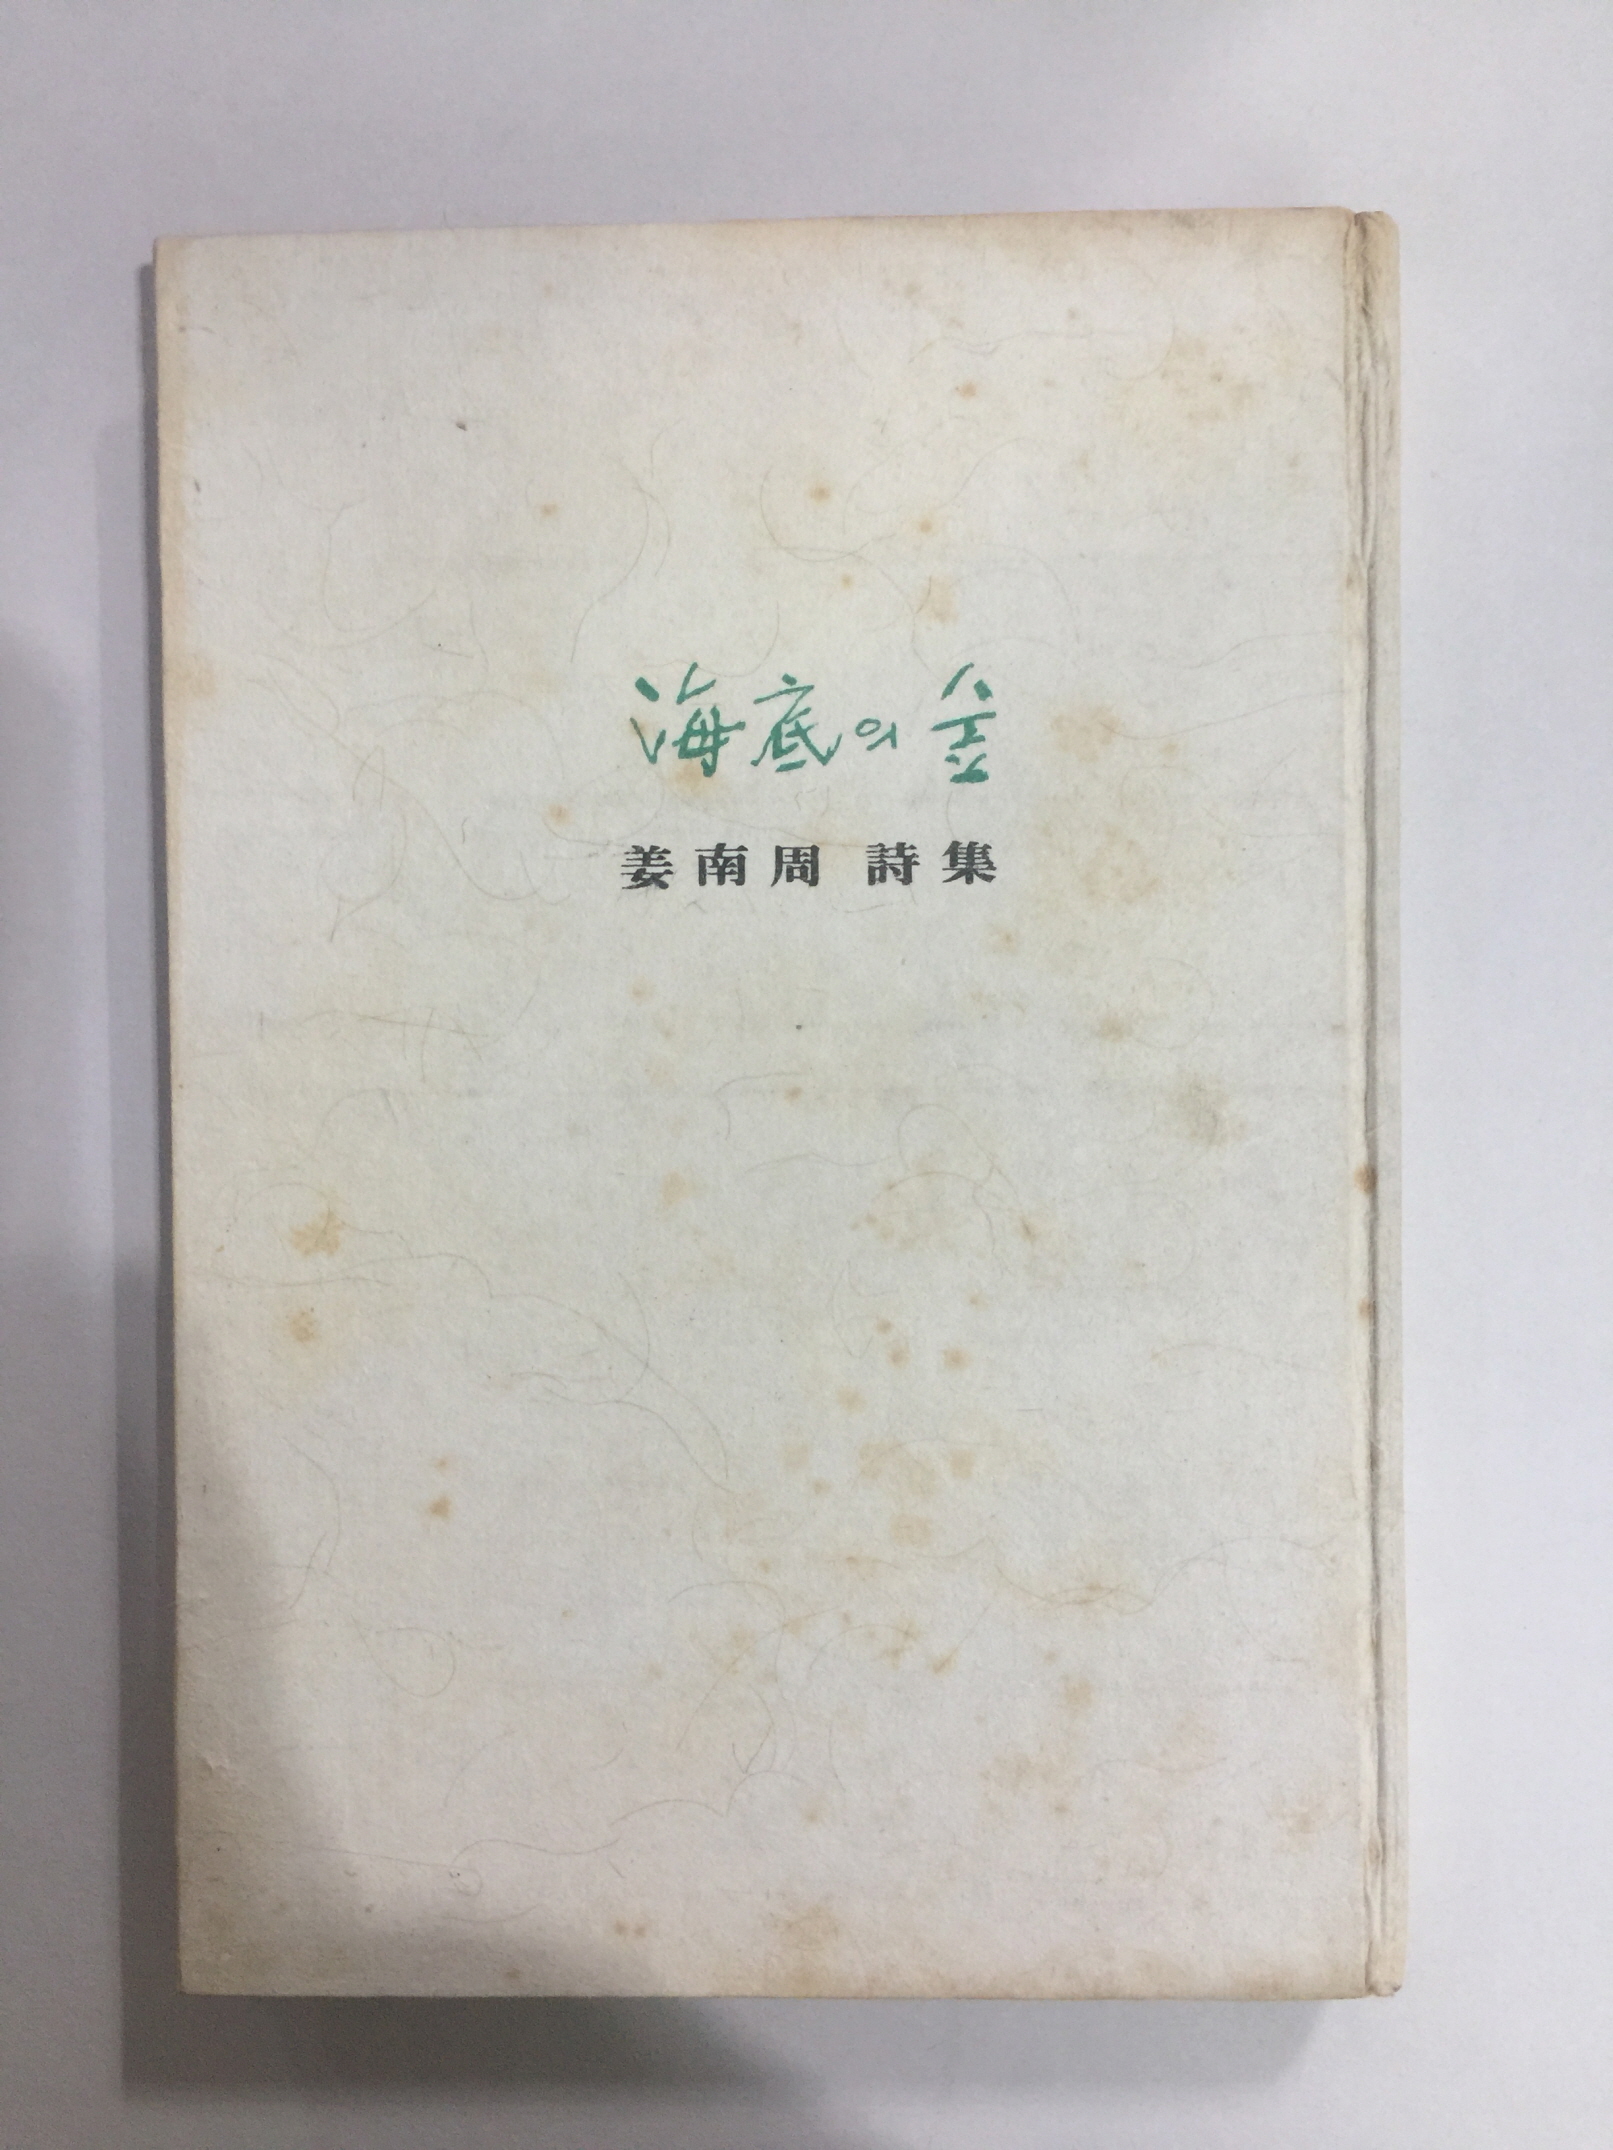 海底의 숲
姜南周 詩集